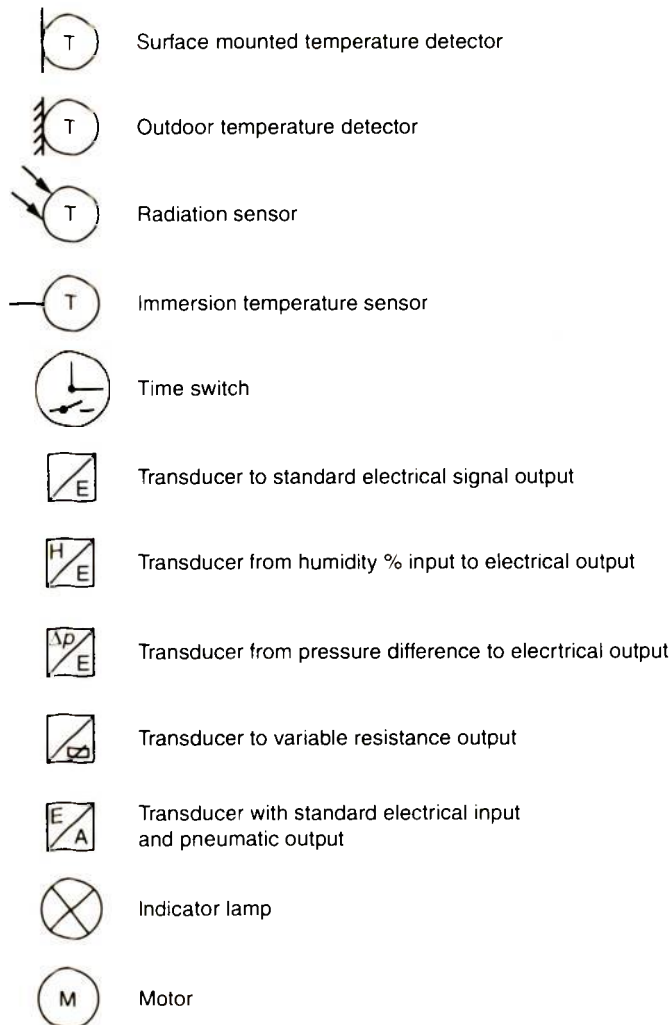 T Surface mounted temperature detector
T Outdoor temperature detector
T Radiation sensor
T Immersion temperature sensor
Time switch
E Transducer to standard electrical signal output
H E Transducer from humidity % input to electrical output
Δp E Transducer from pressure difference to elecrtrical output
Transducer to variable resistance output
E A Transducer with standard electrical input
and pneumatic output
Indicator lamp
M Motor